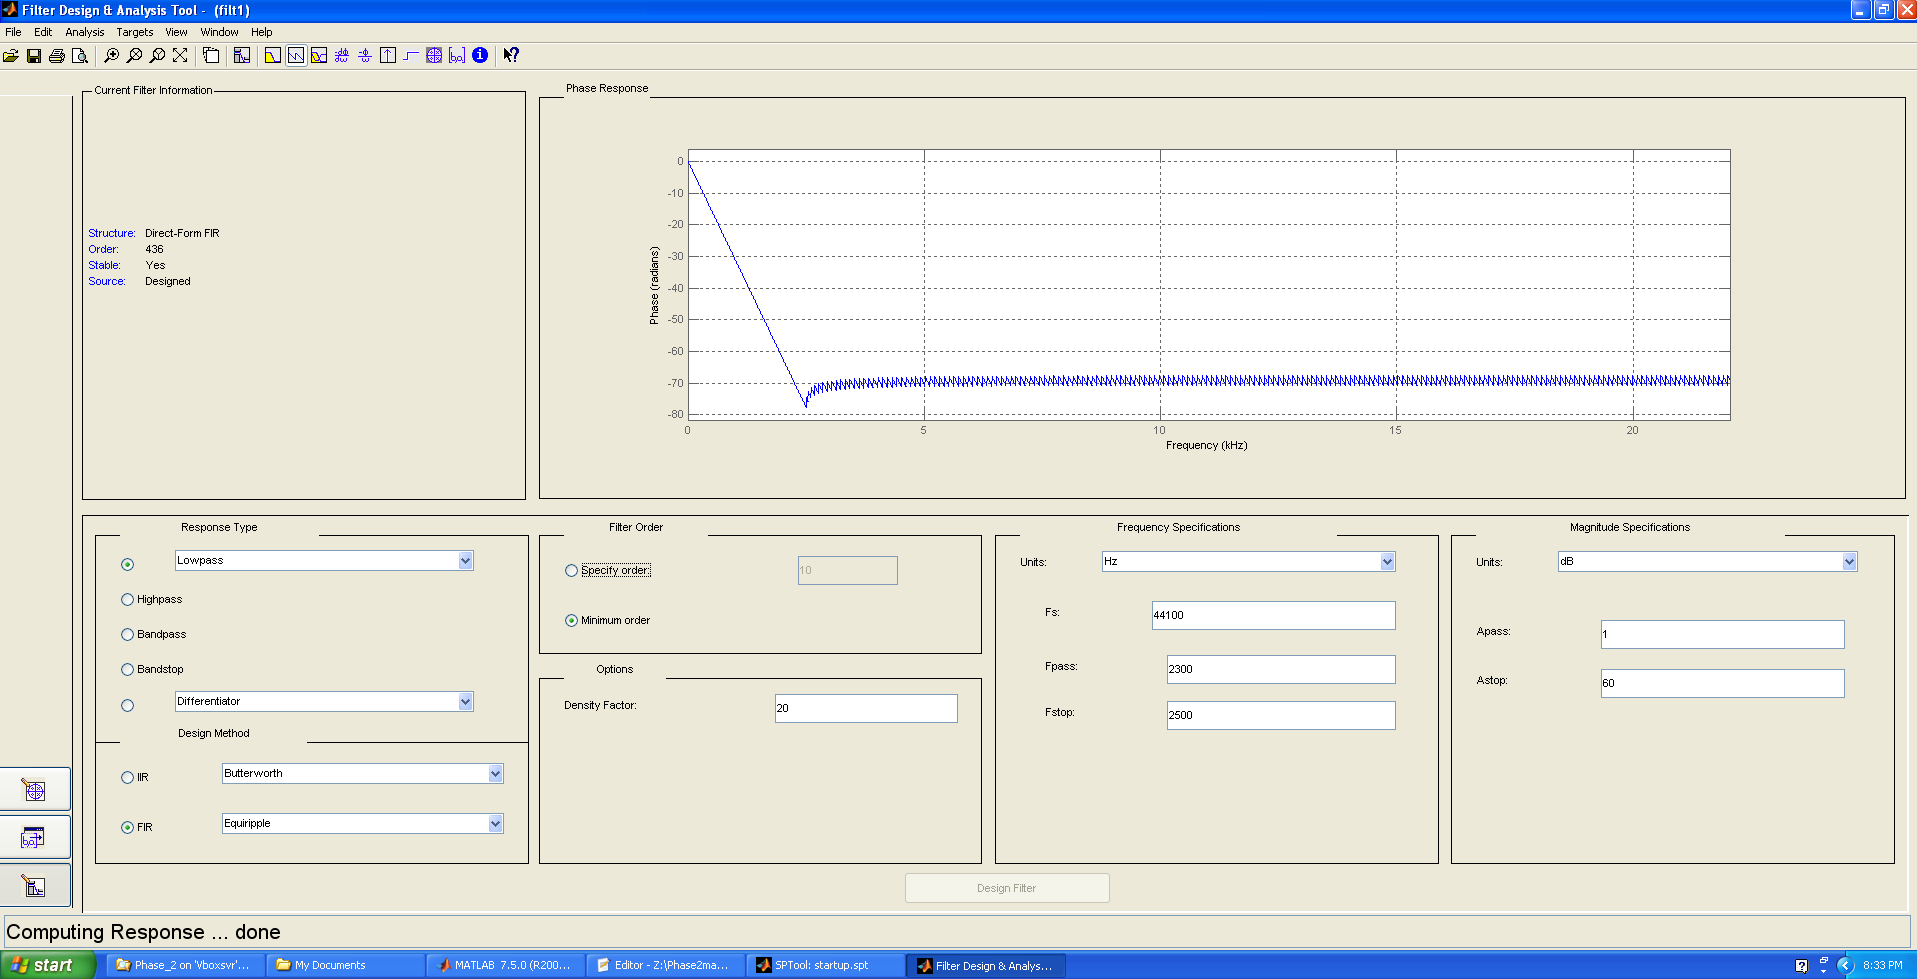 Filter Design & Analysis Tool - (filt1)
File Edit Analysis Targets View Window Help
Current Filter Information
Structure: Direct-Form FIR
Order: 436
Stable: Yes
Source: Designed
Phase Response
0
-10
-20
-30
-40
-50
-60
-70
-80
Phase (radians)
0 5 10 15 20
Frequency (kHz)
Response Type
Lowpass
Highpass
Bandpass
Bandstop
Differentiator
Design Method
IIR Butterworth
FIR Equiripple
Filter Order
Specify order: 10
Minimum order
Options
Density Factor: 20
Frequency Specifications
Units: Hz
Fs: 44100
Fpass: 2300
Fstop: 2500
Magnitude Specifications
Units: dB
Apass: 1
Astop: 60
Design Filter
Computing Response ... done
start Phase_2 on 'Vboxsvr'... My Documents MATLAB 7.5.0 (R200... Editor - Z:\Phase2ma... SPTool: startup.spt Filter Design & Analys... 8:33 PM